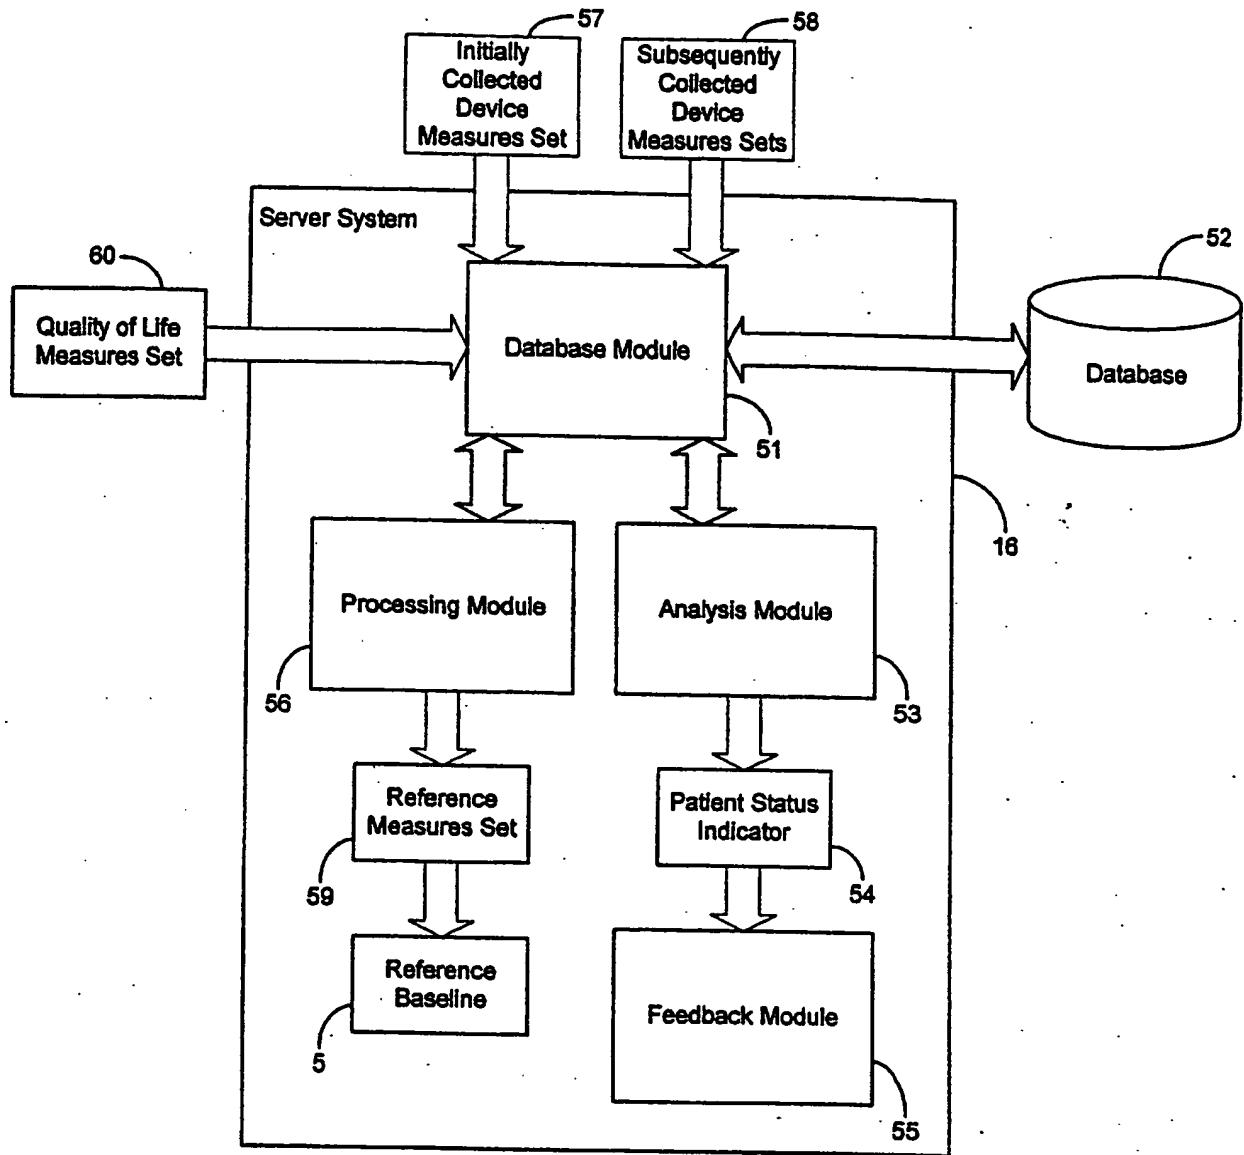 57
58
Initially
Collected
Device
Measures Set
Subsequently
Collected
Device
Measures Sets
Server System
60
Quality of Life
Measures Set
Database Module
51
52
Database
16
Processing Module
56
Analysis Module
53
Reference
Measures Set
59
Patient Status
Indicator
54
Reference
Baseline
5
Feedback Module
55